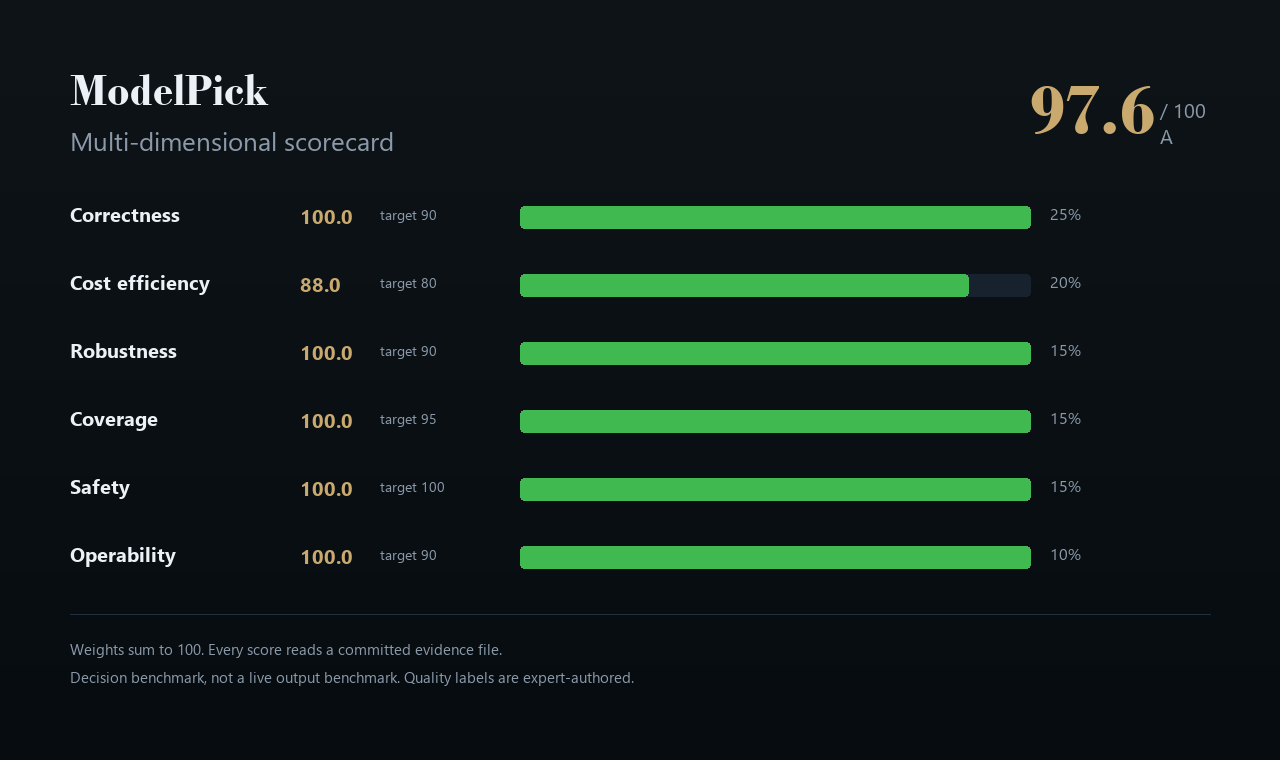 ModelPick
Multi-dimensional scorecard
97.6 / 100
A
Correctness 100.0 target 90 25%
Cost efficiency 88.0 target 80 20%
Robustness 100.0 target 90 15%
Coverage 100.0 target 95 15%
Safety 100.0 target 100 15%
Operability 100.0 target 90 10%
Weights sum to 100. Every score reads a committed evidence file.
Decision benchmark, not a live output benchmark. Quality labels are expert-authored.